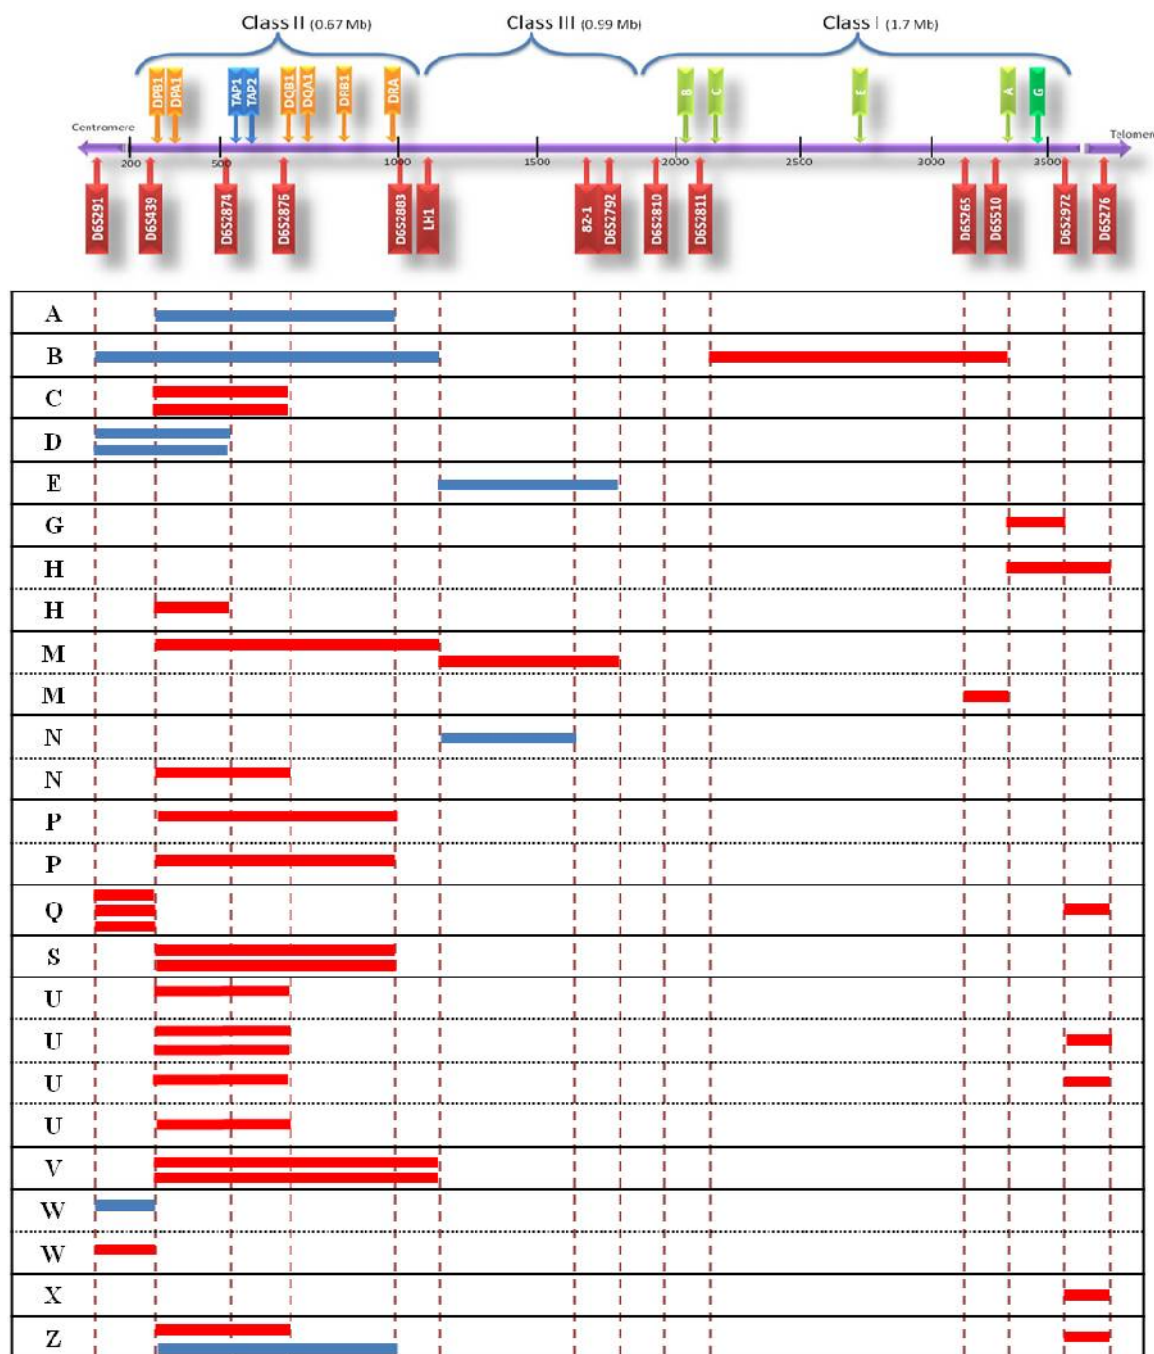 Class II (0.67 Mb) Class III (0.99 Mb) Class I (1.7 Mb)
DPB1 DPA1 TAP1 TAP2 DQB1 DQA1 DRB1 DRA B C E A G
Centromere Telomere
200 500 1000 1500 2000 2500 3000 3500
D6S291 D6S439 D6S2874 D6S2876 D6S2883 LH1 82-1 D6S2792 D6S2810 D6S2811 D6S265 D6S510 D6S2972 D6S276
A
B
C
D
E
G
H
H
M
M
N
N
P
P
Q
S
U
U
U
U
V
W
W
X
Z